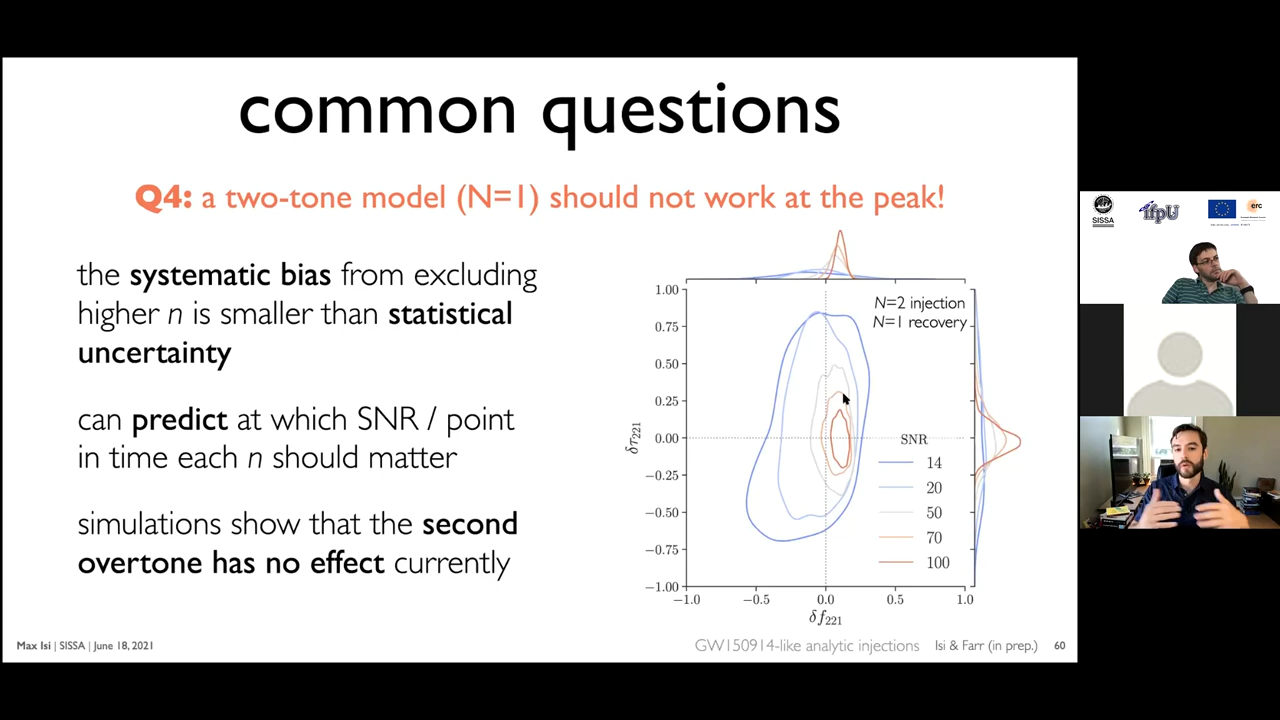 common questions
Q4: a two-tone model (N=1) should not work at the peak!
the systematic bias from excluding
higher n is smaller than statistical
uncertainty
can predict at which SNR / point
in time each n should matter
simulations show that the second
overtone has no effect currently
N=2 injection
N=1 recovery
1.00
0.75
0.50
0.25
0.00
−0.25
−0.50
−0.75
−1.00
δτ221
−1.0
−0.5
0.0
0.5
1.0
δf221
SNR
14
20
50
70
100
Max Isi | SISSA | June 18, 2021
GW150914-like analytic injections
Isi & Farr (in prep.)
60
SISSA
ifpU
erc